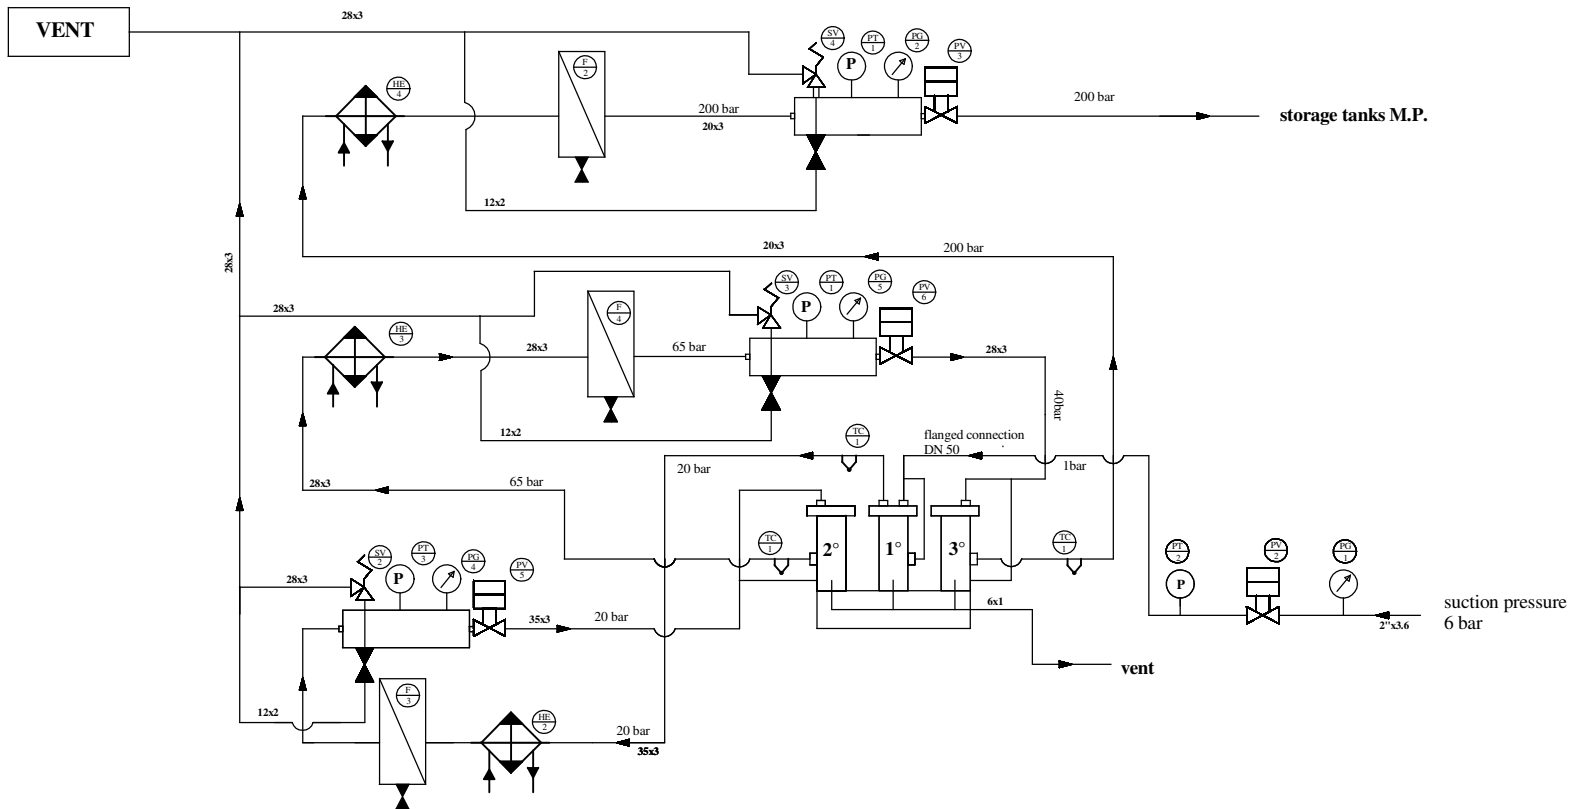 VENT
28x3
SV
4
PT
1
PG
2
PV
3
HE
4
F
2
P
200 bar
20x3
200 bar
storage tanks M.P.
12x2
28x3
20x3
200 bar
28x3
SV
3
PT
1
PG
5
PV
6
HE
3
F
4
P
28x3
65 bar
28x3
40bar
12x2
TC
1
flanged connection
DN 50
20 bar
1bar
28x3
65 bar
2°
1°
3°
TC
1
TC
1
SV
2
PT
3
PG
4
PV
5
PT
2
PV
2
PG
1
28x3
P
P
35x3
20 bar
6x1
2"x3.6
suction pressure
6 bar
vent
F
3
12x2
HE
2
20 bar
35x3